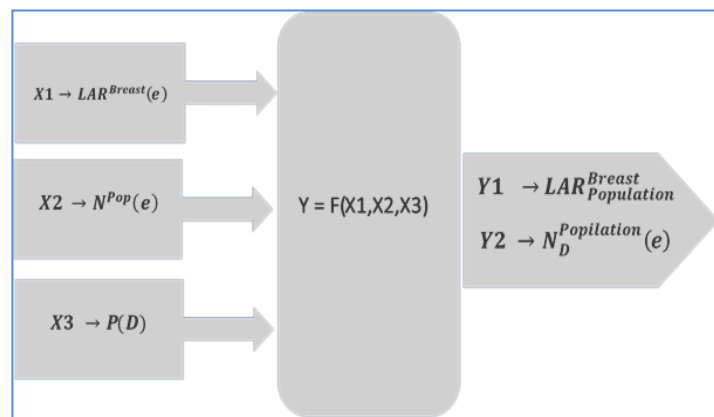 X1 → LAR^Breast(e)
X2 → N^Pop(e)
X3 → P(D)
Y = F(X1,X2,X3)
Y1 → LAR^Breast_Population
Y2 → N_D^Popilation(e)